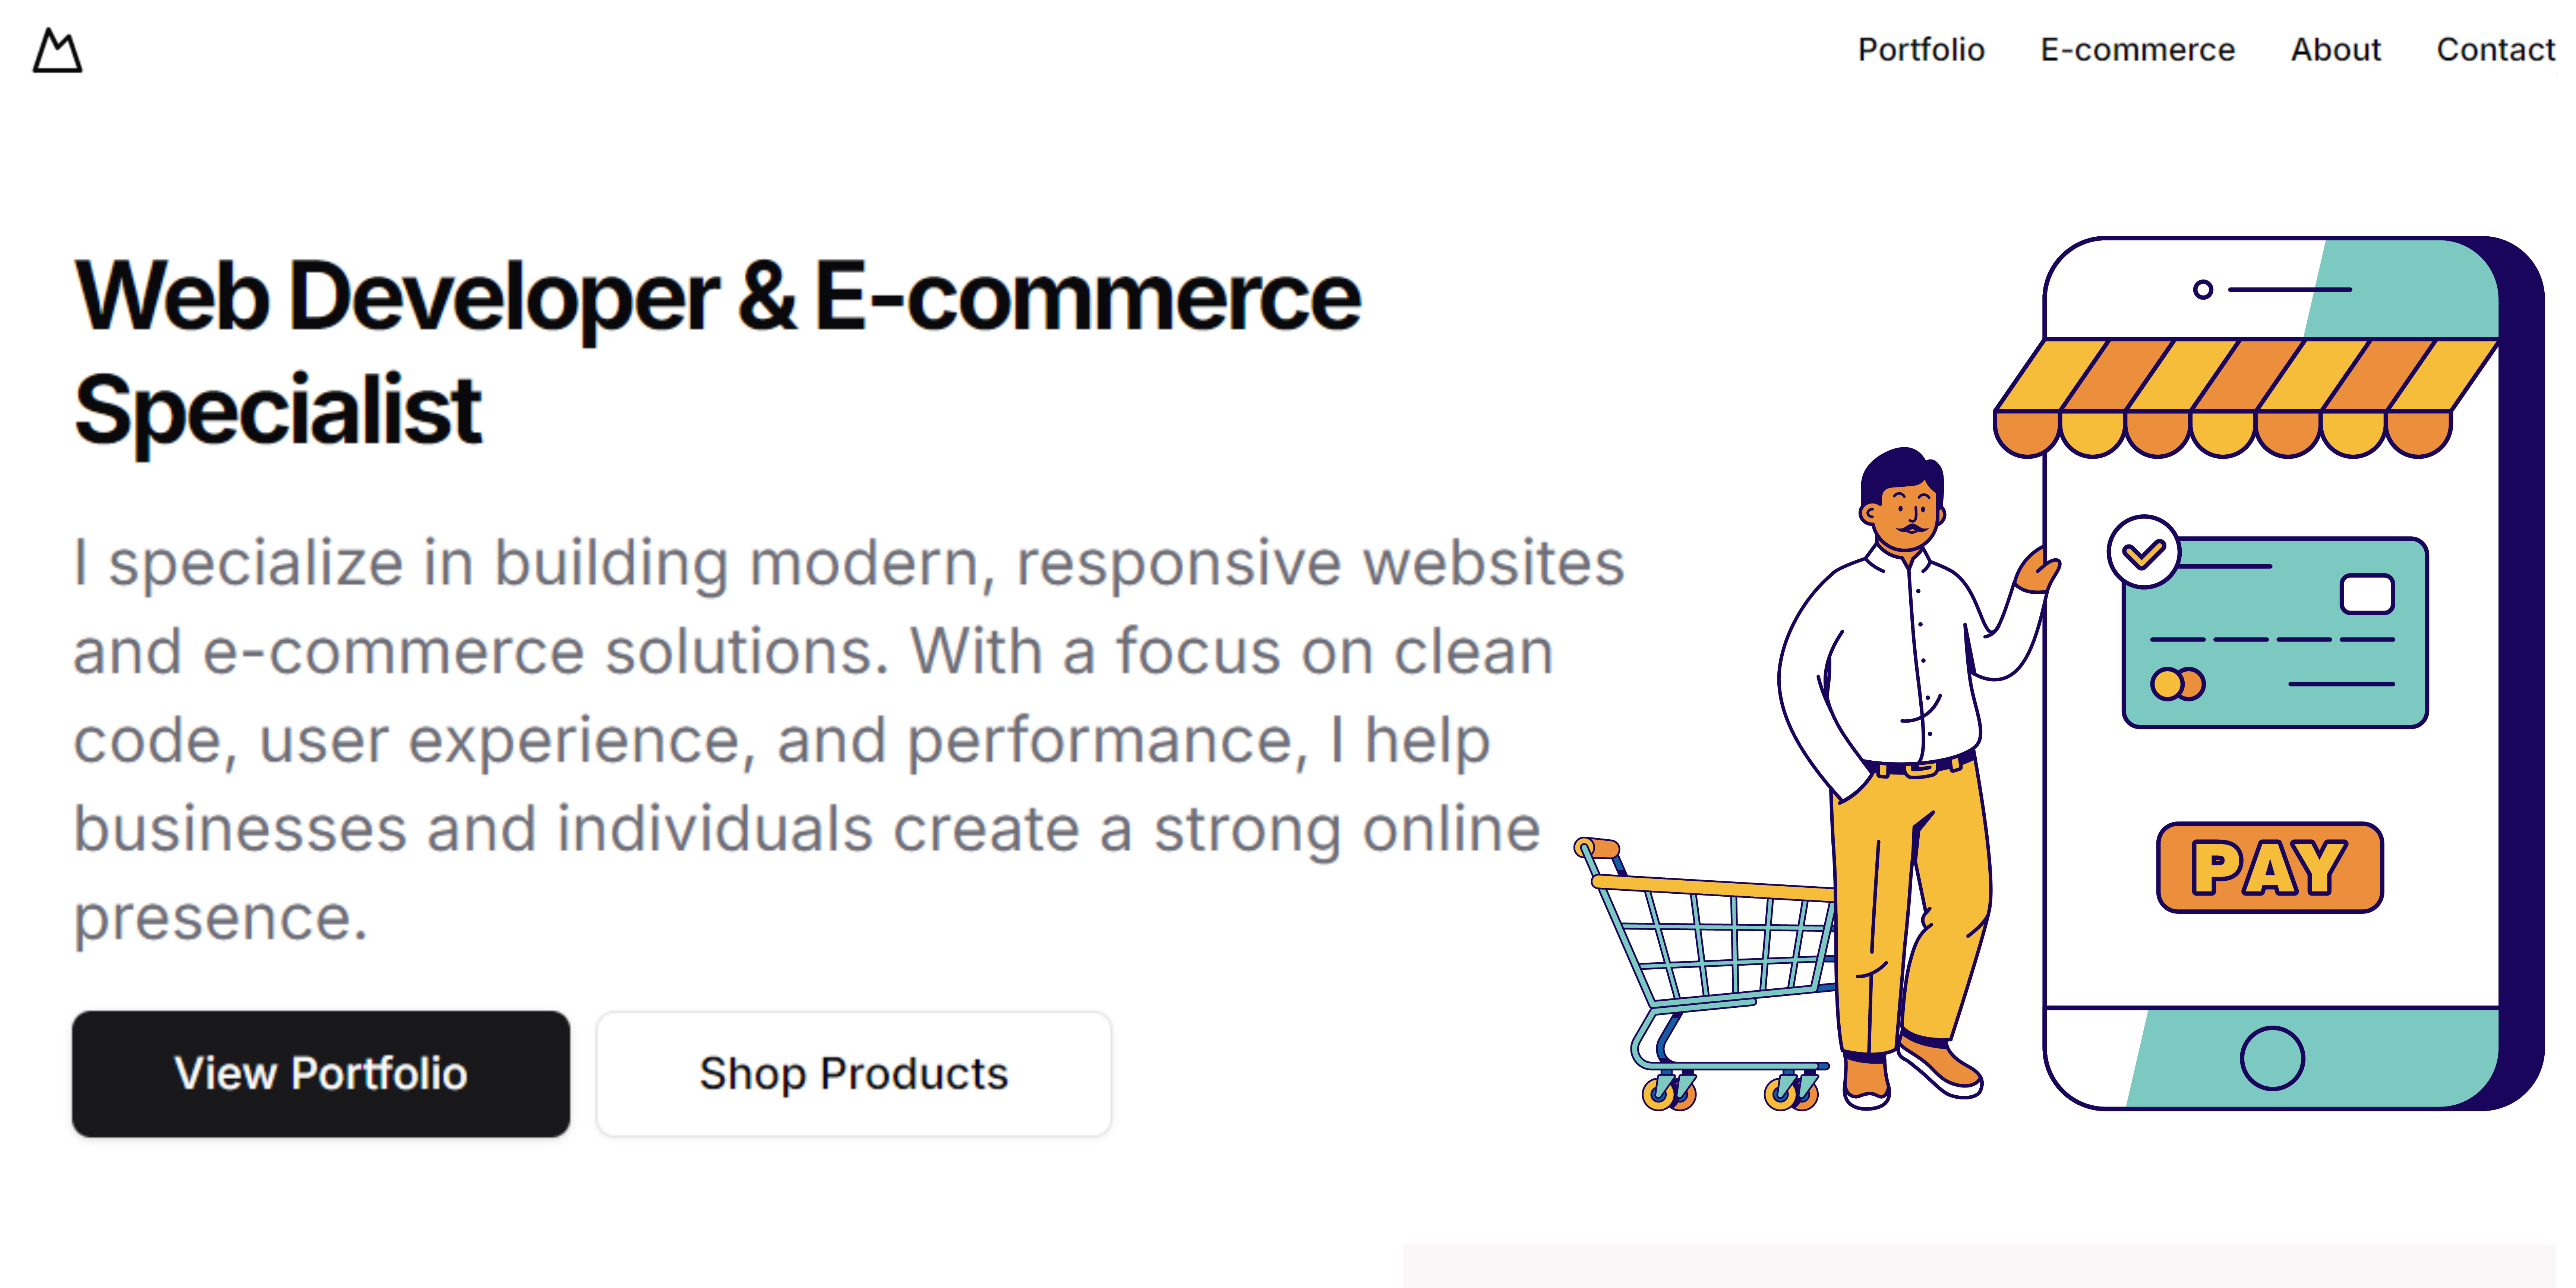 Portfolio E-commerce About Contact
Web Developer & E-commerce
Specialist
I specialize in building modern, responsive websites
and e-commerce solutions. With a focus on clean
code, user experience, and performance, I help
businesses and individuals create a strong online
presence.
View Portfolio Shop Products
PAY